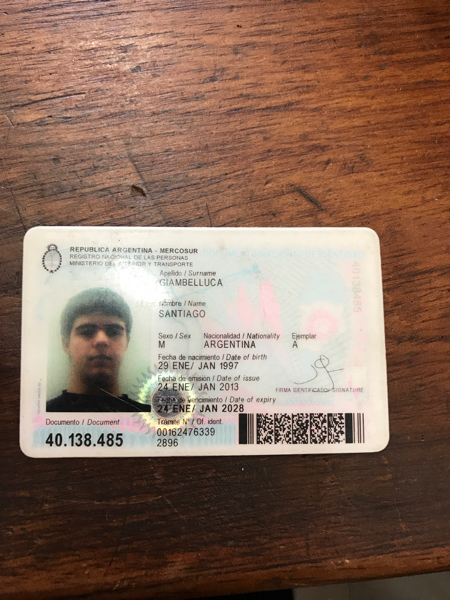 REPUBLICA ARGENTINA - MERCOSUR
REGISTRO NACIONAL DE LAS PERSONAS
MINISTERIO DEL INTERIOR Y TRANSPORTE
Apellido / Surname
GIAMBELLUCA
Nombre / Name
SANTIAGO
Sexo / Sex Nacionalidad / Nationality Ejemplar
M ARGENTINA A
Fecha de nacimiento / Date of birth
29 ENE/ JAN 1997
Fecha de emisión / Date of issue
24 ENE/ JAN 2013
FIRMA IDENTIFICADO / SIGNATURE
Fecha de vencimiento / Date of expiry
24 ENE/ JAN 2028
Documento / Document Trámite N° / Of. ident.
40.138.485 00162476339
2896